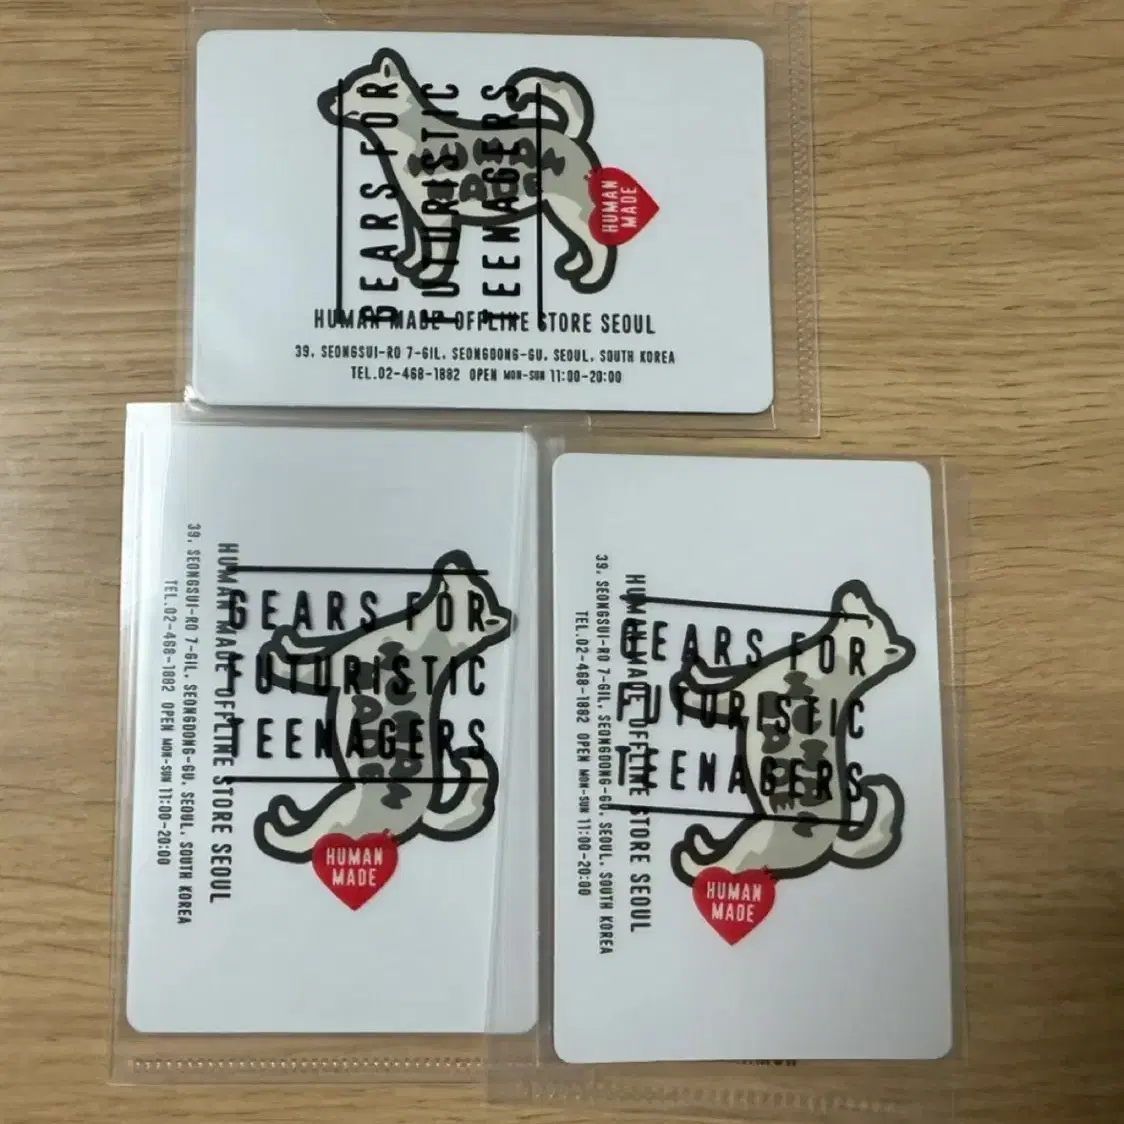 GEARS FOR
FUTURISTIC
TEENAGERS
HUMAN
MADE
HUMAN MADE OFFLINE STORE SEOUL
39, SEONGSUI-RO 7-GIL, SEONGDONG-GU, SEOUL, SOUTH KOREA
TEL.02-468-1882 OPEN MON-SUN 11:00-20:00
GEARS FOR
FUTURISTIC
TEENAGERS
HUMAN
MADE
HUMAN MADE OFFLINE STORE SEOUL
39, SEONGSUI-RO 7-GIL, SEONGDONG-GU, SEOUL, SOUTH KOREA
TEL.02-468-1882 OPEN MON-SUN 11:00-20:00
GEARS FOR
FUTURISTIC
TEENAGERS
HUMAN
MADE
HUMAN MADE OFFLINE STORE SEOUL
39, SEONGSUI-RO 7-GIL, SEONGDONG-GU, SEOUL, SOUTH KOREA
TEL.02-468-1882 OPEN MON-SUN 11:00-20:00